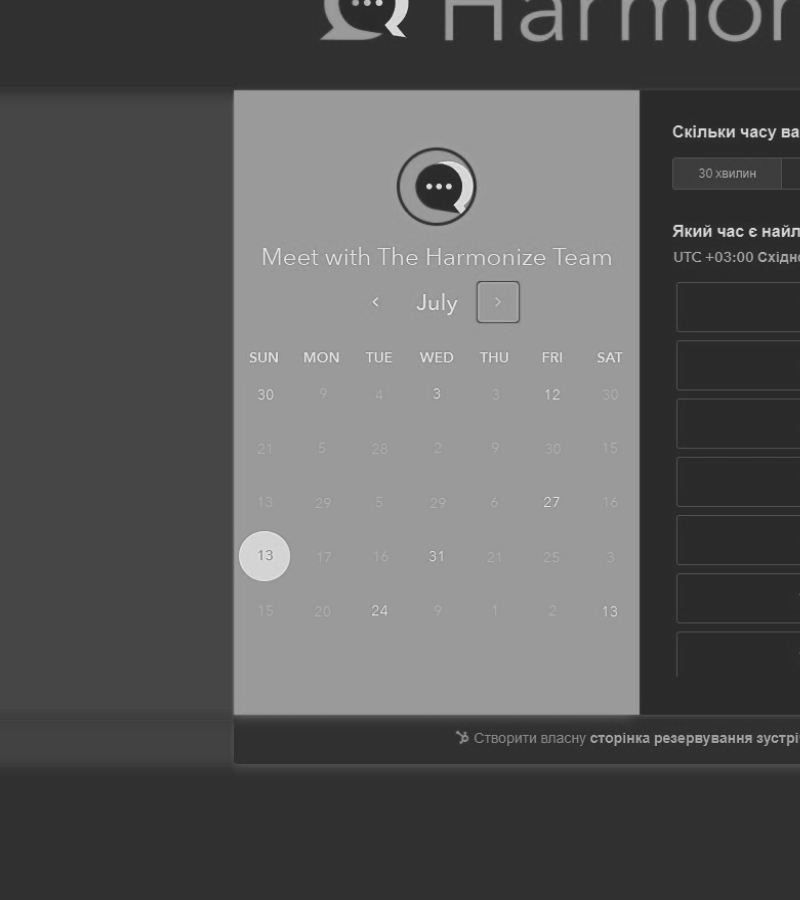 Harmon
Meet with The Harmonize Team
July
SUN MON TUE WED THU FRI SAT
30 9 4 3 3 12 30
21 5 28 2 9 30 15
13 29 5 29 6 27 16
13 17 16 31 21 25 3
15 20 24 9 1 2 13
Скільки часу ва
30 хвилин
Який час є найл
UTC +03:00 Східно
Створити власну сторінка резервування зустрі